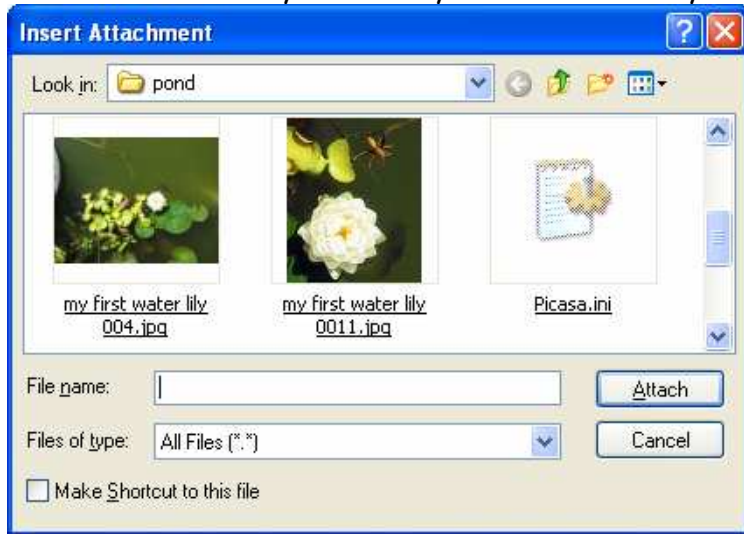 Insert Attachment
Look in: pond
my first water lily
004.jpg
my first water lily
0011.jpg
Picasa.ini
File name:
Attach
Files of type: All Files (*.*)
Cancel
Make Shortcut to this file